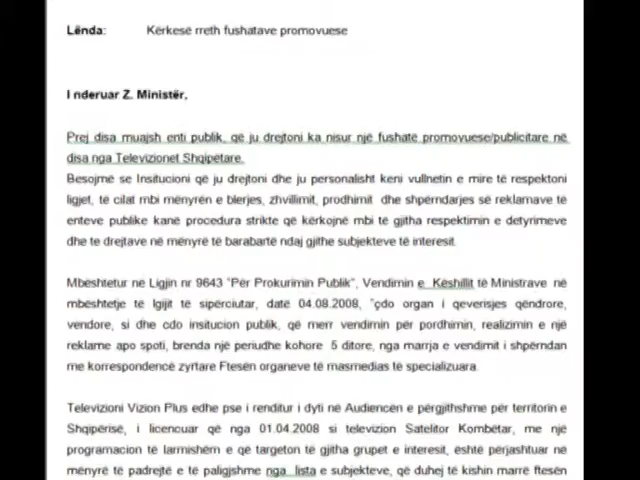 Lënda: Kërkesë rreth fushatave promovuese
I nderuar Z. Ministër,
Prej disa muajsh enti publik, që ju drejtoni ka nisur një fushatë promovuese/publicitare në
disa nga Televizionet Shqipëtare.
Besojmë se Insitucioni që ju drejtoni dhe ju personalisht keni vullnetin e mire të respektoni
ligjet, të cilat mbi mënyrën e blerjes, zhvillimit, prodhimit dhe shpërndarjes së reklamave të
enteve publike kanë procedura strikte që kërkojnë mbi të gjitha respektimin e detyrimeve
dhe te drejtave në mënyrë të barabartë ndaj gjithe subjekteve të interesit.
Mbështetur në Ligjin nr 9643 "Për Prokurimin Publik", Vendimin e Këshillit të Ministrave në
mbështetje të lgjit të sipërciutar, datë 04.08.2008, "çdo organ i qeverisjes qëndrore,
vendore, si dhe cdo insitucion publik, që merr vendimin për pordhimin, realizimin e një
reklame apo spoti, brenda një periudhe kohore 5 ditore, nga marrja e vendimit i shpërndan
me korrespondencë zyrtare Ftesën organeve të masmedias të specializuara.
Televizioni Vizion Plus edhe pse i renditur i dyti në Audiencën e përgjithshme për territorin e
Shqipërisë, i licencuar që nga 01.04.2008 si televizion Satelitor Kombëtar, me një
programacion të larmishëm e që targeton të gjitha grupet e interesit, është përjashtuar në
mënyrë të padrejtë e të paligjshme nga lista e subjekteve, që duhej të kishin marrë ftesën